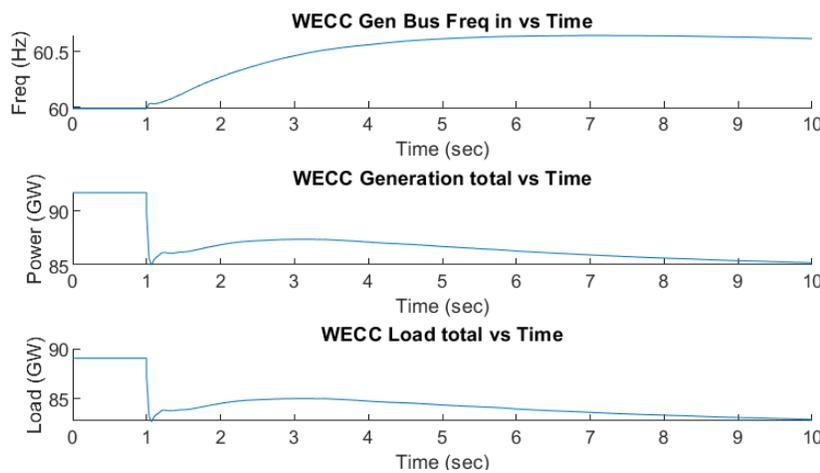 WECC Gen Bus Freq in vs Time
Freq (Hz)
60.5
60
0 1 2 3 4 5 6 7 8 9 10
Time (sec)
WECC Generation total vs Time
Power (GW)
90
85
0 1 2 3 4 5 6 7 8 9 10
Time (sec)
WECC Load total vs Time
Load (GW)
90
85
0 1 2 3 4 5 6 7 8 9 10
Time (sec)